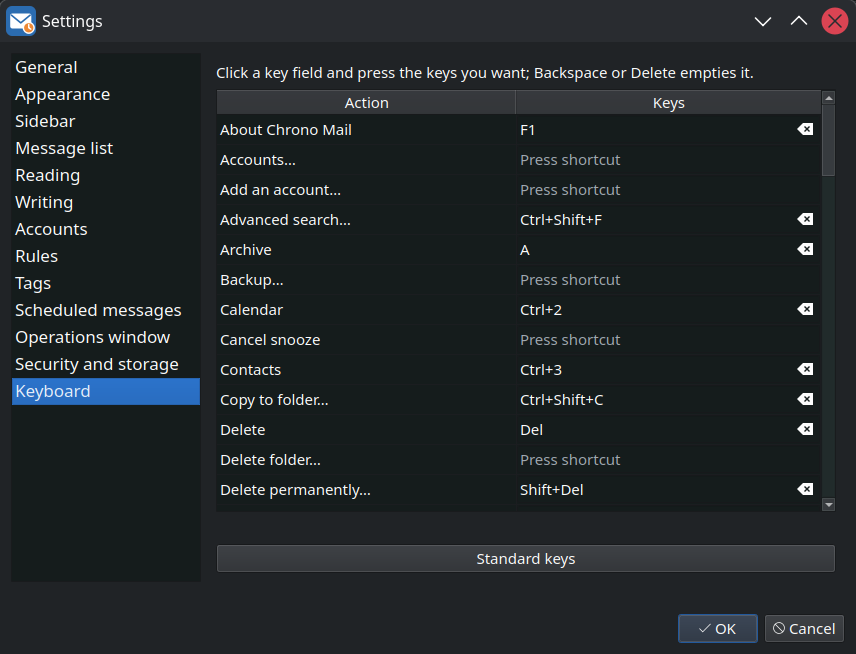 Settings
General
Appearance
Sidebar
Message list
Reading
Writing
Accounts
Rules
Tags
Scheduled messages
Operations window
Security and storage
Keyboard
Click a key field and press the keys you want; Backspace or Delete empties it.
Action Keys
About Chrono Mail F1
Accounts... Press shortcut
Add an account... Press shortcut
Advanced search... Ctrl+Shift+F
Archive A
Backup... Press shortcut
Calendar Ctrl+2
Cancel snooze Press shortcut
Contacts Ctrl+3
Copy to folder... Ctrl+Shift+C
Delete Del
Delete folder... Press shortcut
Delete permanently... Shift+Del
Standard keys
OK Cancel